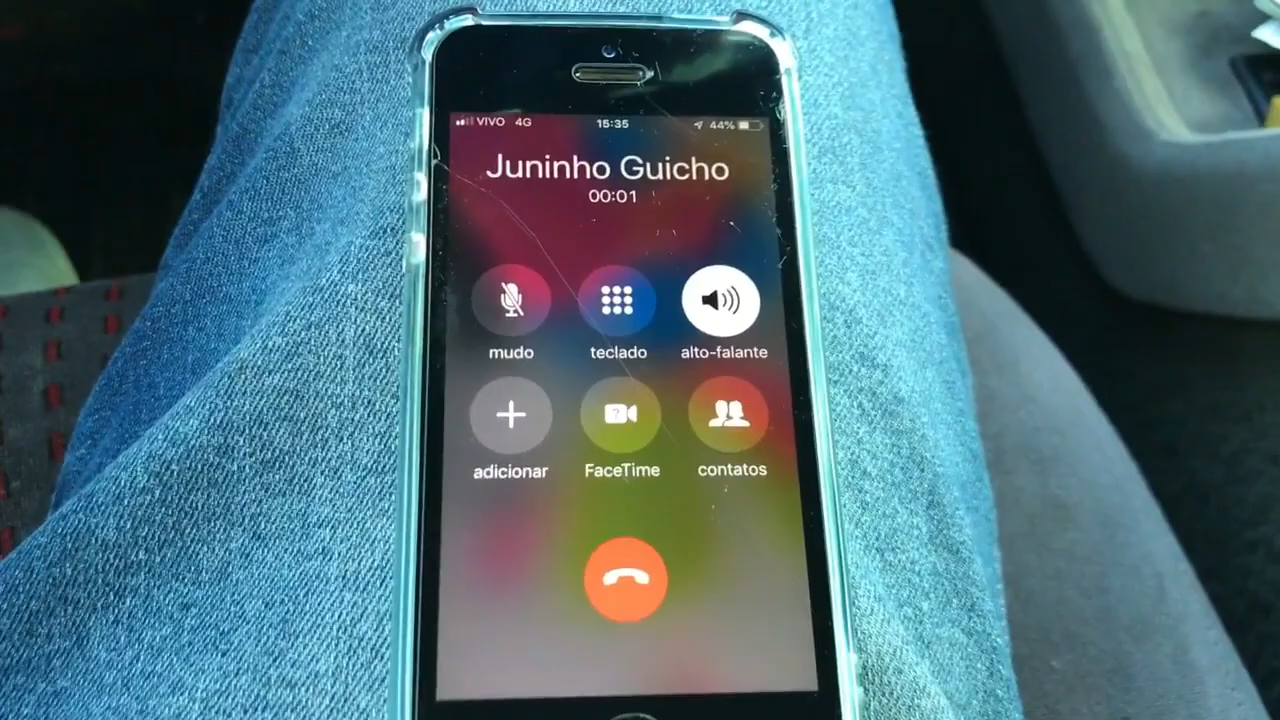 VIVO 4G 15:35 44%
Juninho Guicho
00:01
mudo teclado alto-falante
adicionar FaceTime contatos